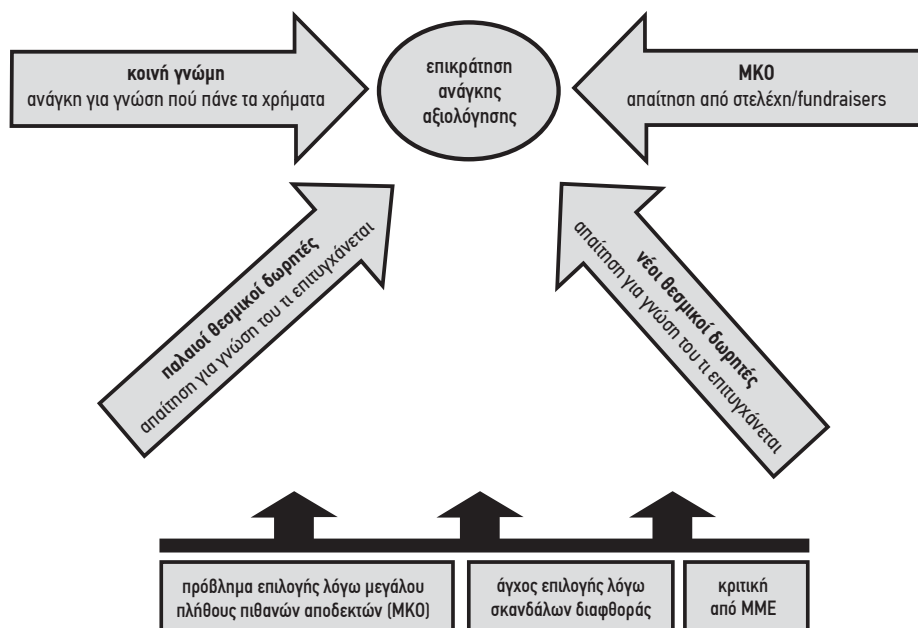 κοινή γνώμη
ανάγκη για γνώση πού πάνε τα χρήματα
επικράτηση
ανάγκης
αξιολόγησης
ΜΚΟ
απαίτηση από στελέχη/fundraisers
παλαιοί θεσμικοί δωρητές
απαίτηση για γνώση του τι επιτυγχάνεται
νέοι θεσμικοί δωρητές
απαίτηση για γνώση του τι επιτυγχάνεται
πρόβλημα επιλογής λόγω μεγάλου
πλήθους πιθανών αποδεκτών (ΜΚΟ)
άγχος επιλογής λόγω
σκανδάλων διαφθοράς
κριτική
από ΜΜΕ